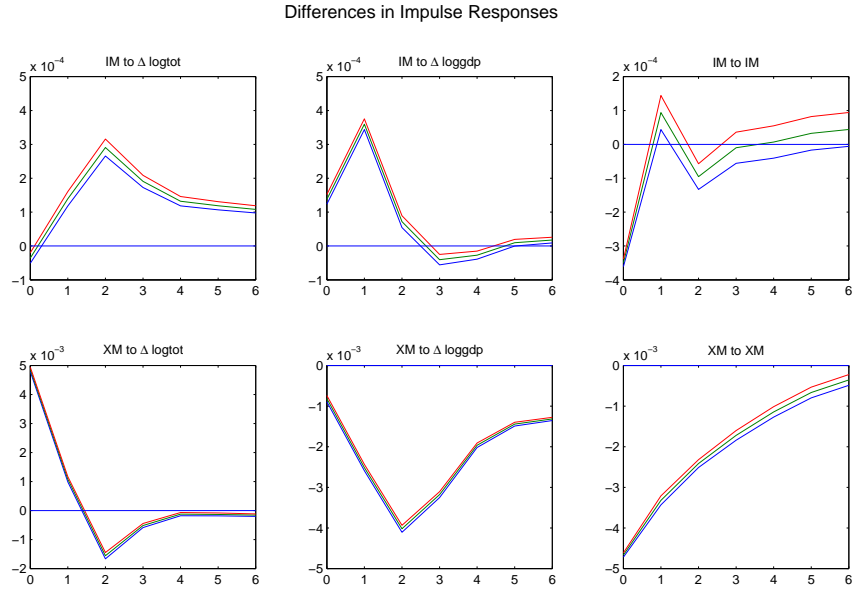 Differences in Impulse Responses
x 10⁻⁴
IM to Δ logtot
5
4
3
2
1
0
−1
0 1 2 3 4 5 6
x 10⁻⁴
IM to Δ loggdp
5
4
3
2
1
0
−1
0 1 2 3 4 5 6
x 10⁻⁴
IM to IM
2
1
0
−1
−2
−3
−4
0 1 2 3 4 5 6
x 10⁻³
XM to Δ logtot
5
4
3
2
1
0
−1
−2
0 1 2 3 4 5 6
x 10⁻³
XM to Δ loggdp
0
−1
−2
−3
−4
−5
0 1 2 3 4 5 6
x 10⁻³
XM to XM
0
−1
−2
−3
−4
−5
0 1 2 3 4 5 6